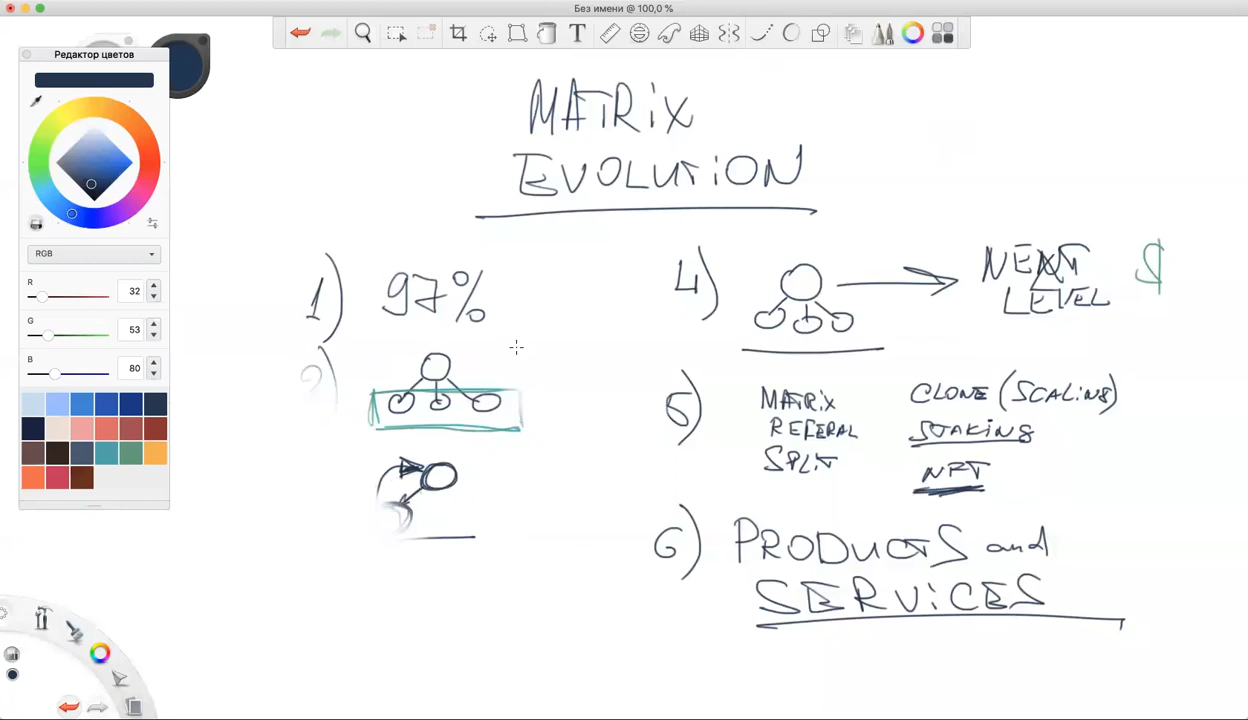 Без имени @ 100,0 %
Редактор цветов
RGB
R 32
G 53
B 80
MATRiX
EVOLUTiON
1) 97%
2)
4) NEXT $
LEVEL
5) MATRiX CLONE (SCALiNG)
REFERAL STAKiNG
SPLiT NFT
6) PRODUCTS and
SERViCES